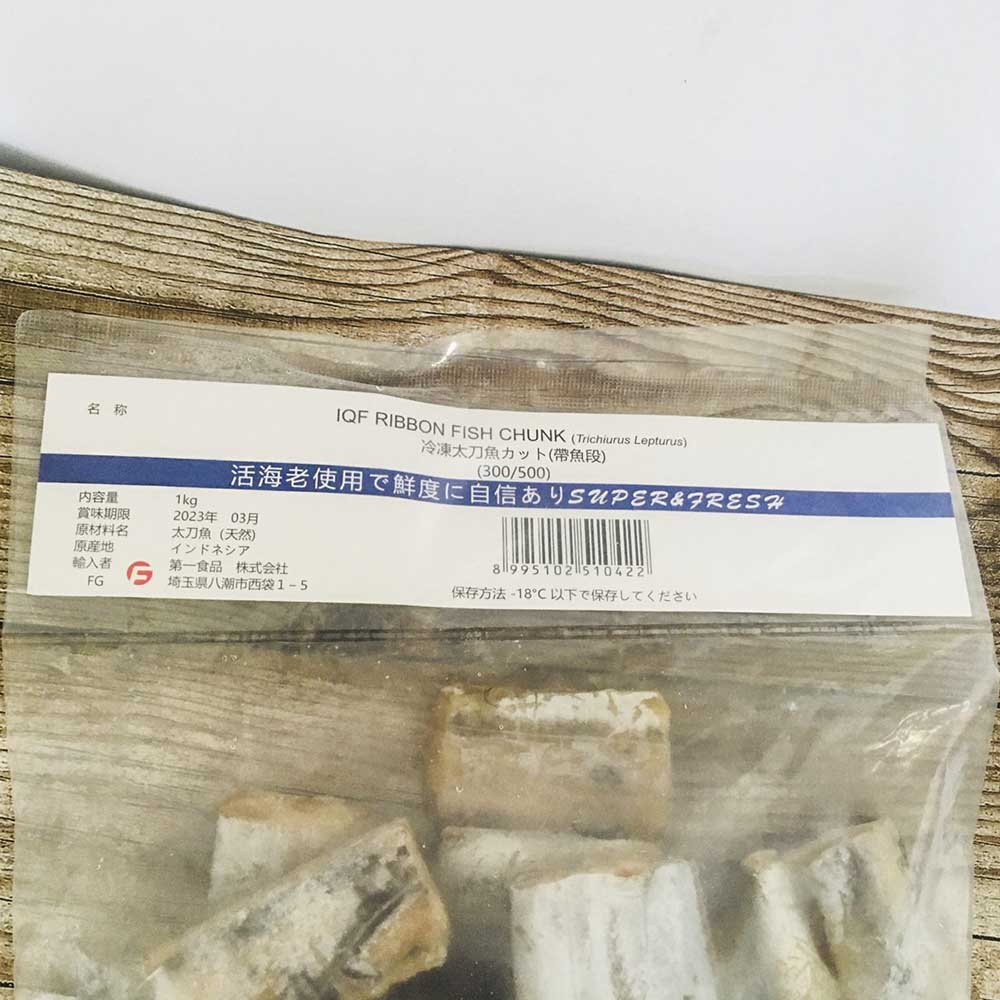 名 称
IQF RIBBON FISH CHUNK (Trichiurus Lepturus)
冷凍太刀魚カット(帶魚段)
(300/500)
活海老使用で鮮度に自信ありSUPER&FRESH
内容量 1kg
賞味期限 2023年 03月
原材料名 太刀魚 (天然)
原産地 インドネシア
輸入者 第一食品 株式会社
FG 埼玉県八潮市西袋1-5
8 995102 510422
保存方法 -18°C 以下で保存してください